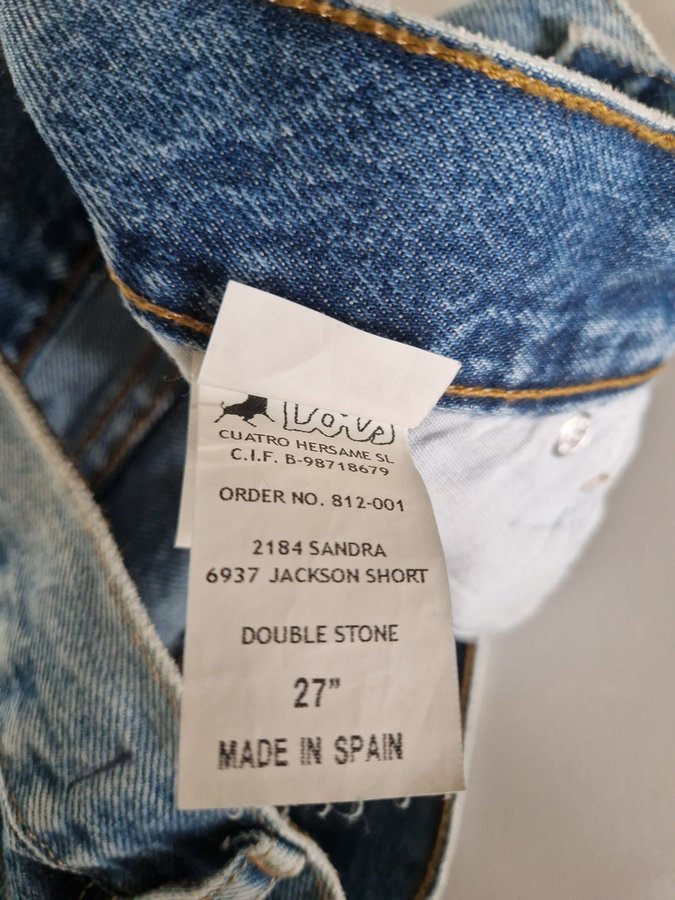 Lois
CUATRO HERSAME SL
C.I.F. B-98718679
ORDER NO. 812-001
2184 SANDRA
6937 JACKSON SHORT
DOUBLE STONE
27”
MADE IN SPAIN